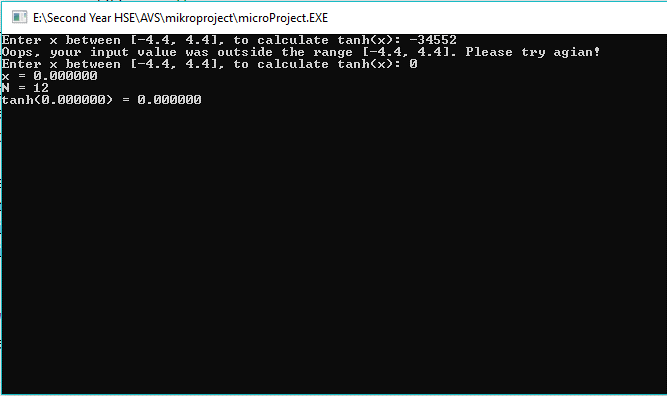 E:\Second Year HSE\AVS\mikroproject\microProject.EXE
Enter x between [-4.4, 4.4], to calculate tanh(x): -34552
Oops, your input value was outside the range [-4.4, 4.4]. Please try agian!
Enter x between [-4.4, 4.4], to calculate tanh(x): 0
x = 0.000000
N = 12
tanh(0.000000) = 0.000000